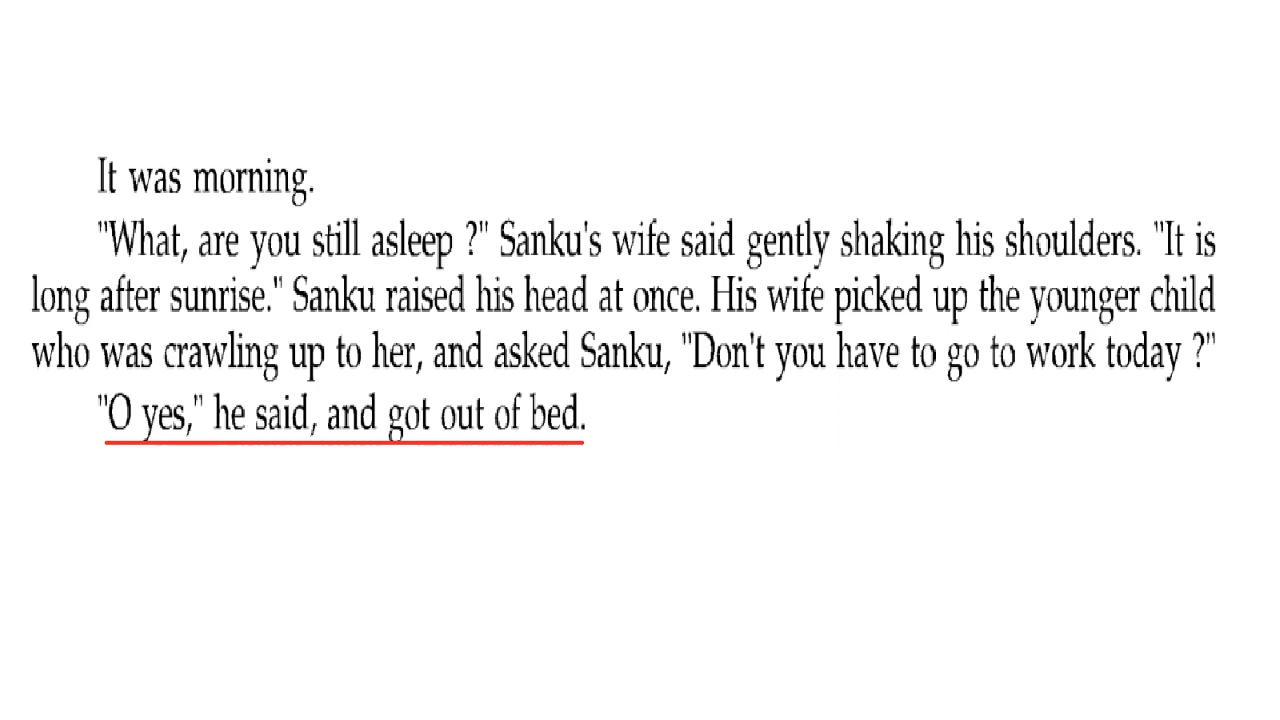 It was morning.
"What, are you still asleep ?" Sanku's wife said gently shaking his shoulders. "It is
long after sunrise." Sanku raised his head at once. His wife picked up the younger child
who was crawling up to her, and asked Sanku, "Don't you have to go to work today ?"
"O yes," he said, and got out of bed.